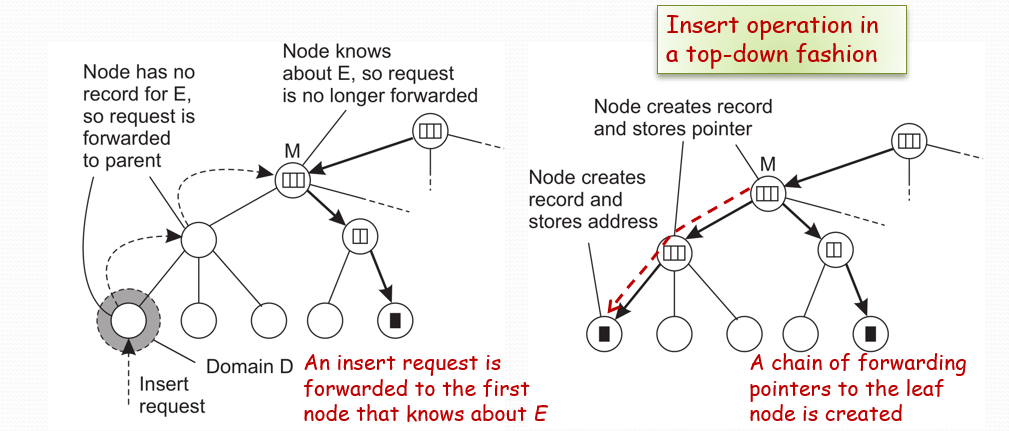 Insert operation in
a top-down fashion
Node has no
record for E,
so request is
forwarded
to parent
Node knows
about E, so request
is no longer forwarded
M
Domain D
Insert
request
An insert request is
forwarded to the first
node that knows about E
Node creates record
and stores pointer
Node creates
record and
stores address
M
A chain of forwarding
pointers to the leaf
node is created